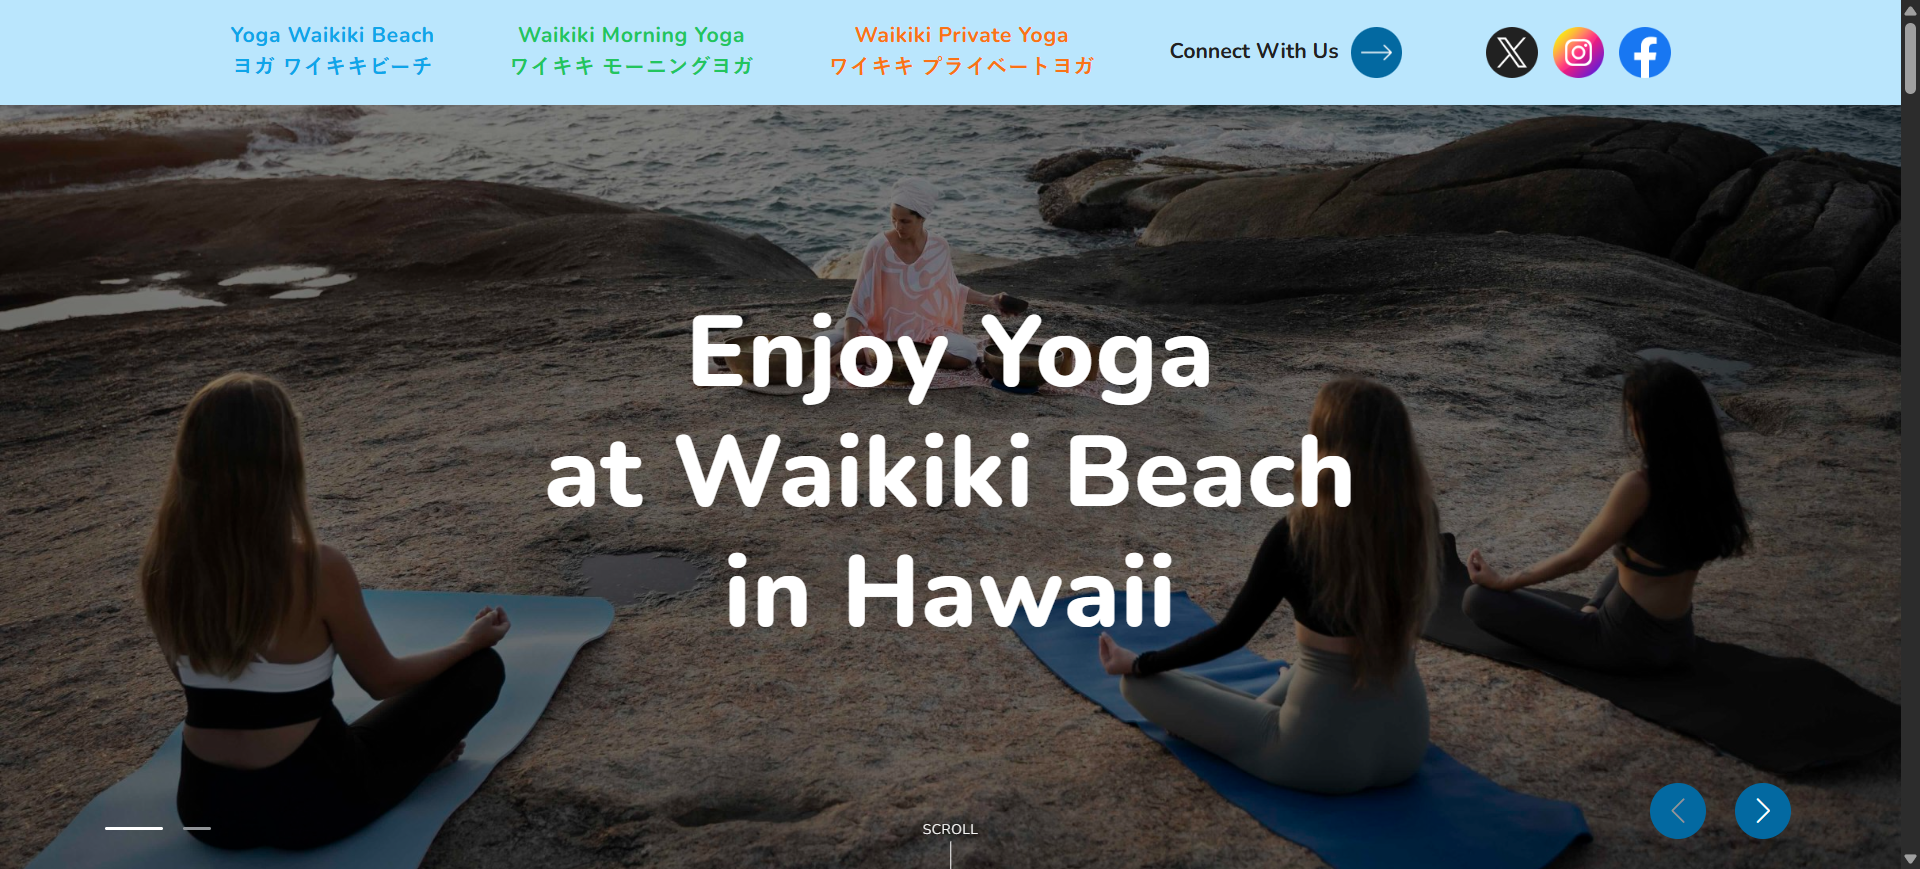 Yoga Waikiki Beach
ヨガ ワイキキビーチ
Waikiki Morning Yoga
ワイキキ モーニングヨガ
Waikiki Private Yoga
ワイキキ プライベートヨガ
Connect With Us
Enjoy Yoga
at Waikiki Beach
in Hawaii
SCROLL